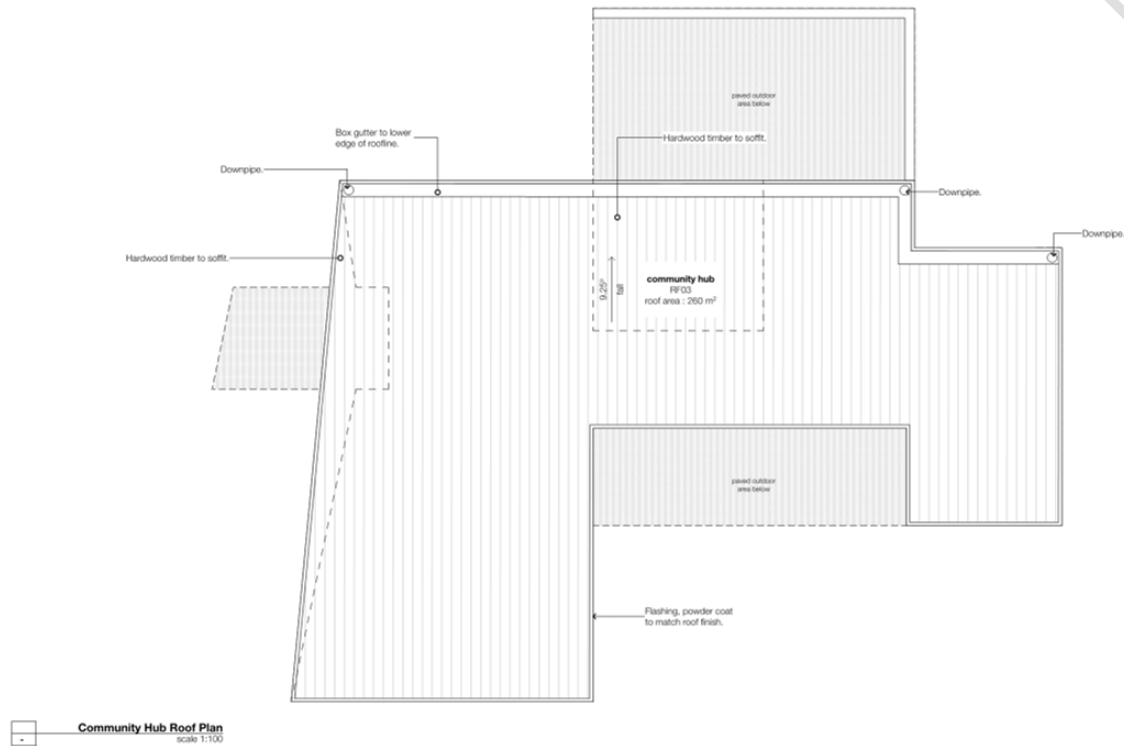 paved outdoor
area below
Box gutter to lower
edge of roofline.
Hardwood timber to soffit.
Downpipe.
Downpipe.
Downpipe.
Hardwood timber to soffit.
community hub
RF03
roof area : 260 m²
9.25°
fall
paved outdoor
area below
Flashing, powder coat
to match roof finish.
Community Hub Roof Plan
scale 1:100
-